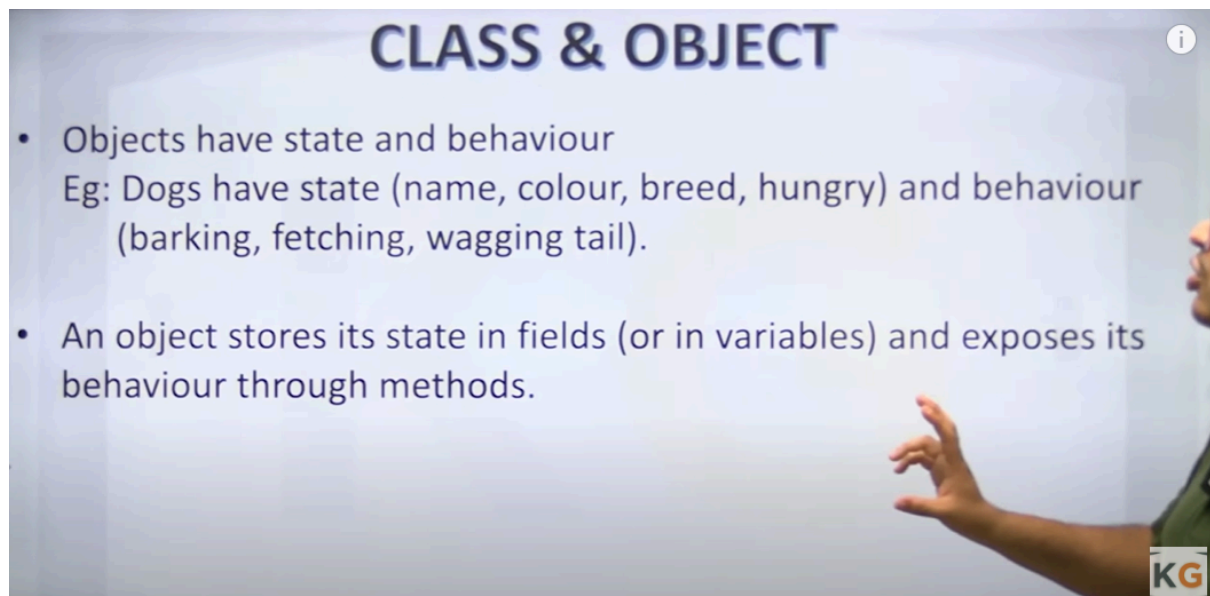 CLASS & OBJECT
• Objects have state and behaviour
Eg: Dogs have state (name, colour, breed, hungry) and behaviour
(barking, fetching, wagging tail).
• An object stores its state in fields (or in variables) and exposes its
behaviour through methods.
i
KG